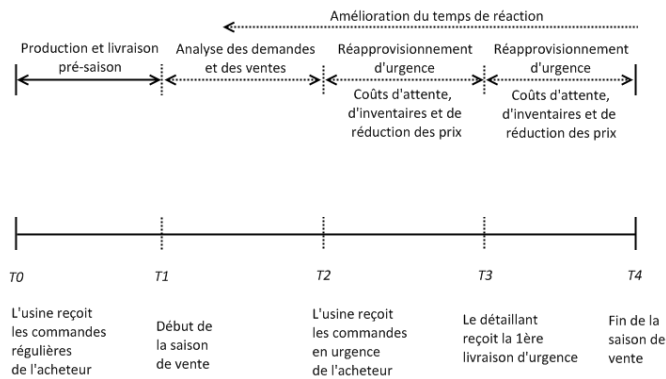 Amélioration du temps de réaction
Production et livraison
pré-saison
Analyse des demandes
et des ventes
Réapprovisionnement
d'urgence
Réapprovisionnement
d'urgence
Coûts d'attente,
d'inventaires et de
réduction des prix
Coûts d'attente,
d'inventaires et de
réduction des prix
T0
T1
T2
T3
T4
L'usine reçoit
les commandes
régulières
de l'acheteur
Début de
la saison
de vente
L'usine reçoit
les commandes
en urgence
de l'acheteur
Le détaillant
reçoit la 1ère
livraison d'urgence
Fin de la
saison de
vente